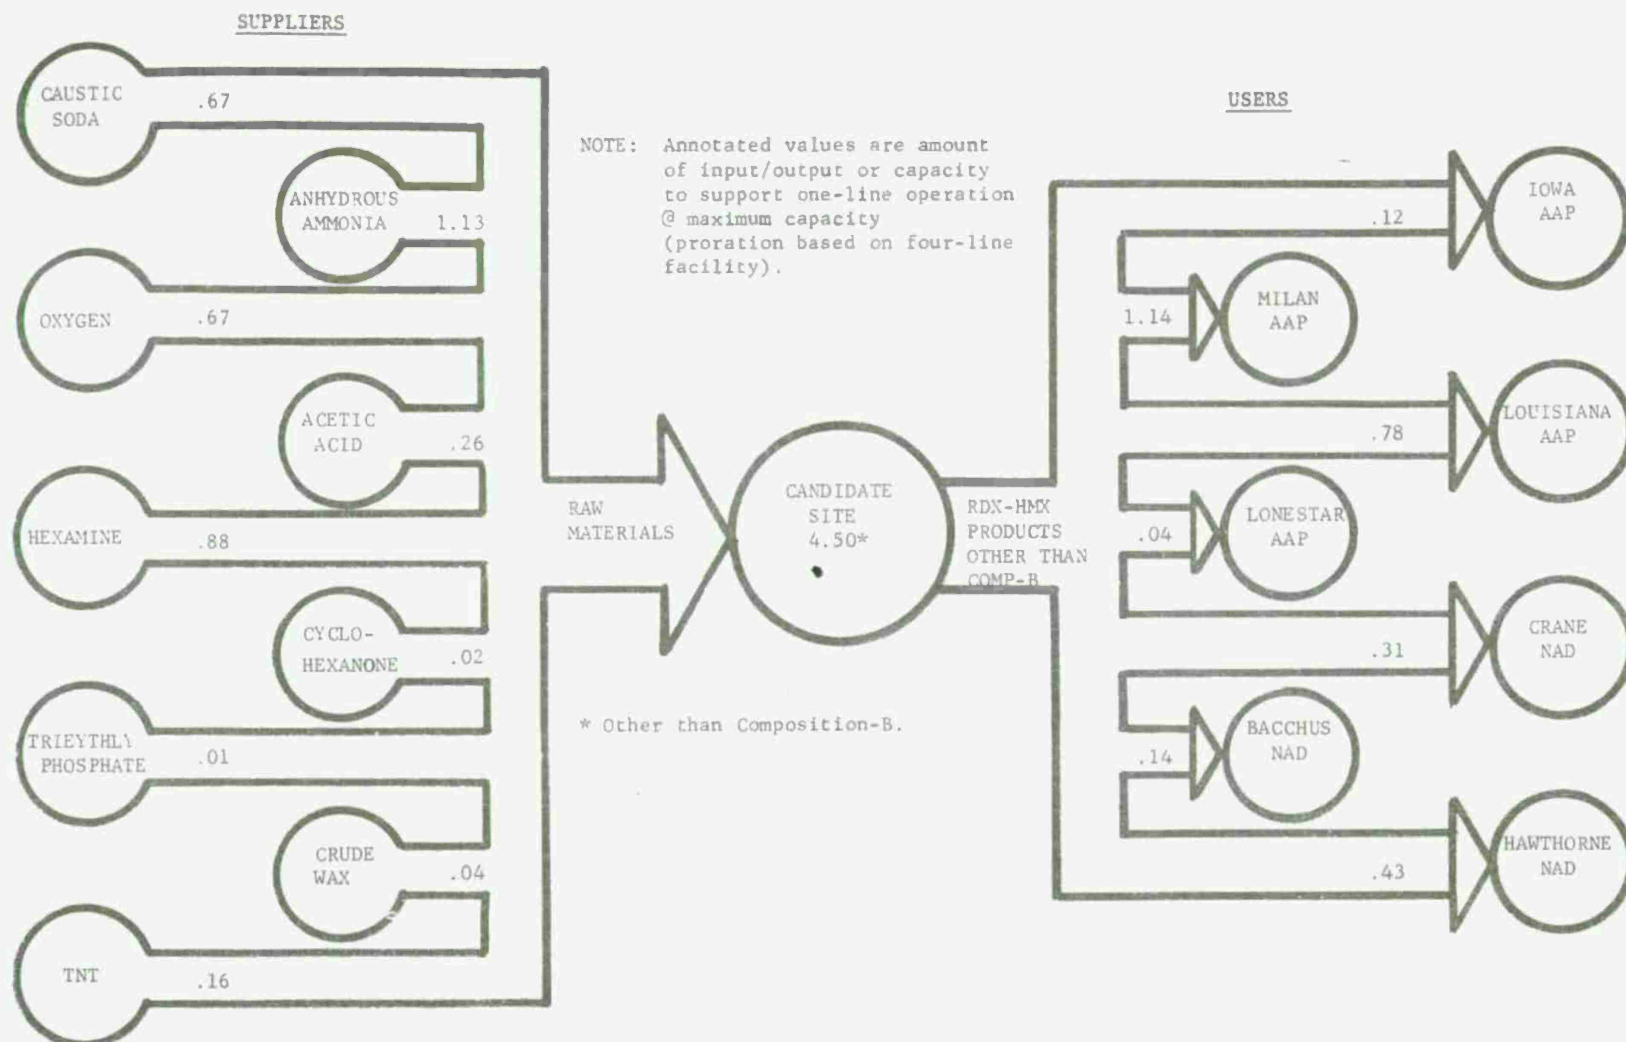 SUPPLIERS
CAUSTIC
SODA
.67
ANHYDROUS
AMMONIA
1.13
OXYGEN
.67
ACETIC
ACID
.26
HEXAMINE
.88
CYCLO-
HEXANONE
.02
TRIEYTHLY
PHOSPHATE
.01
CRUDE
WAX
.04
TNT
.16
NOTE: Annotated values are amount
of input/output or capacity
to support one-line operation
@ maximum capacity
(proration based on four-line
facility).
RAW
MATERIALS
CANDIDATE
SITE
4.50*
RDX-HMX
PRODUCTS
OTHER THAN
COMP-B
* Other than Composition-B.
USERS
IOWA
AAP
.12
MILAN
AAP
1.14
LOUISIANA
AAP
.78
LONESTAR
AAP
.04
CRANE
NAD
.31
BACCHUS
NAD
.14
HAWTHORNE
NAD
.43